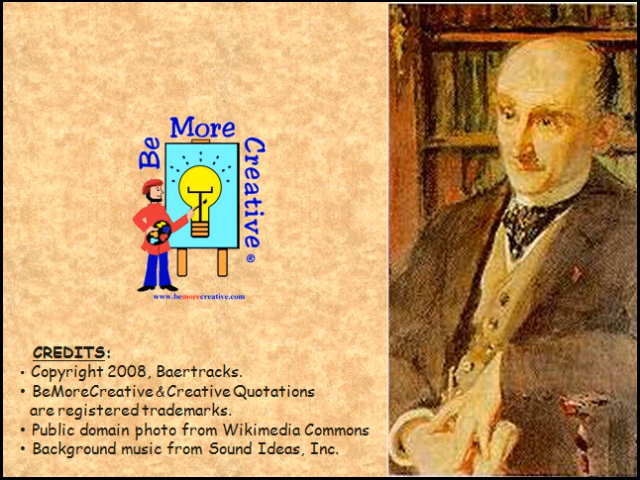 Be More Creative®
www.bemorecreative.com
CREDITS:
• Copyright 2008, Baertracks.
• BeMoreCreative & Creative Quotations
are registered trademarks.
• Public domain photo from Wikimedia Commons
• Background music from Sound Ideas, Inc.